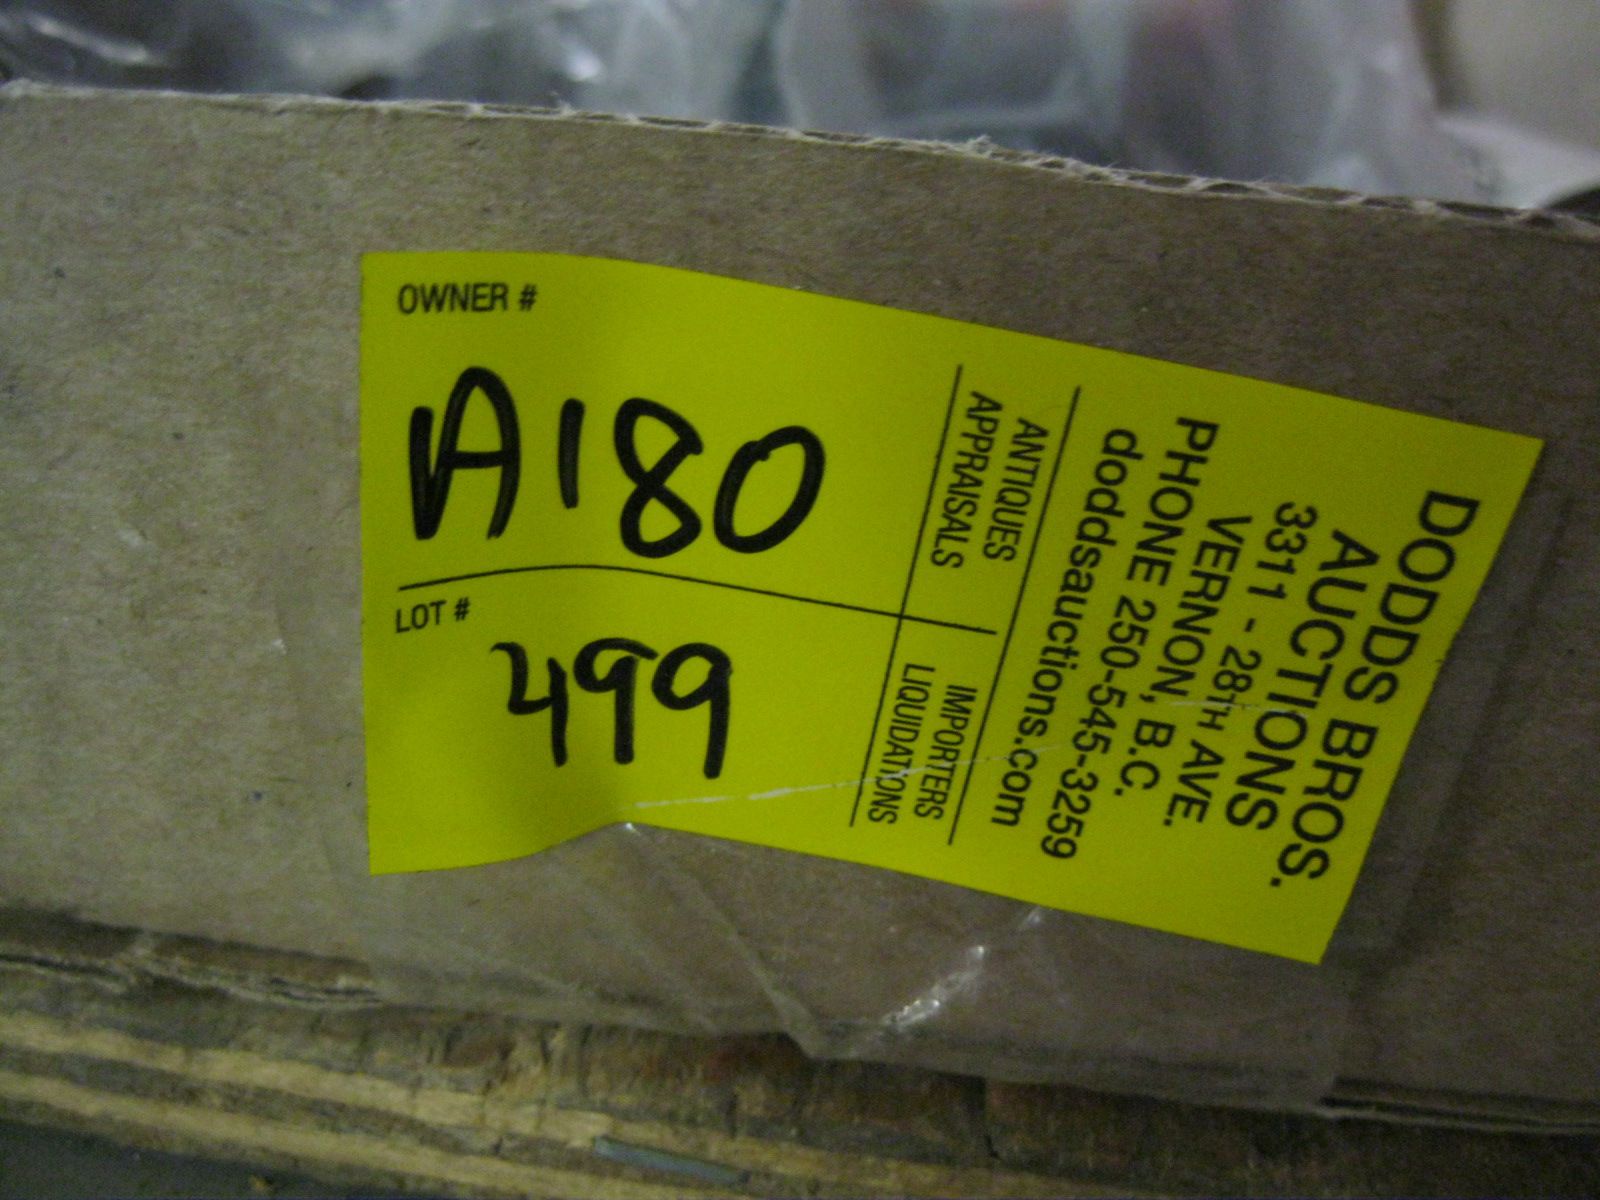 OWNER #
A180
LOT #
499
ANTIQUES
APPRAISALS
IMPORTERS
LIQUIDATIONS
DODDS BROS.
AUCTIONS
3311 - 28TH AVE.
VERNON, B.C.
PHONE 250-545-3259
doddsauctions.com